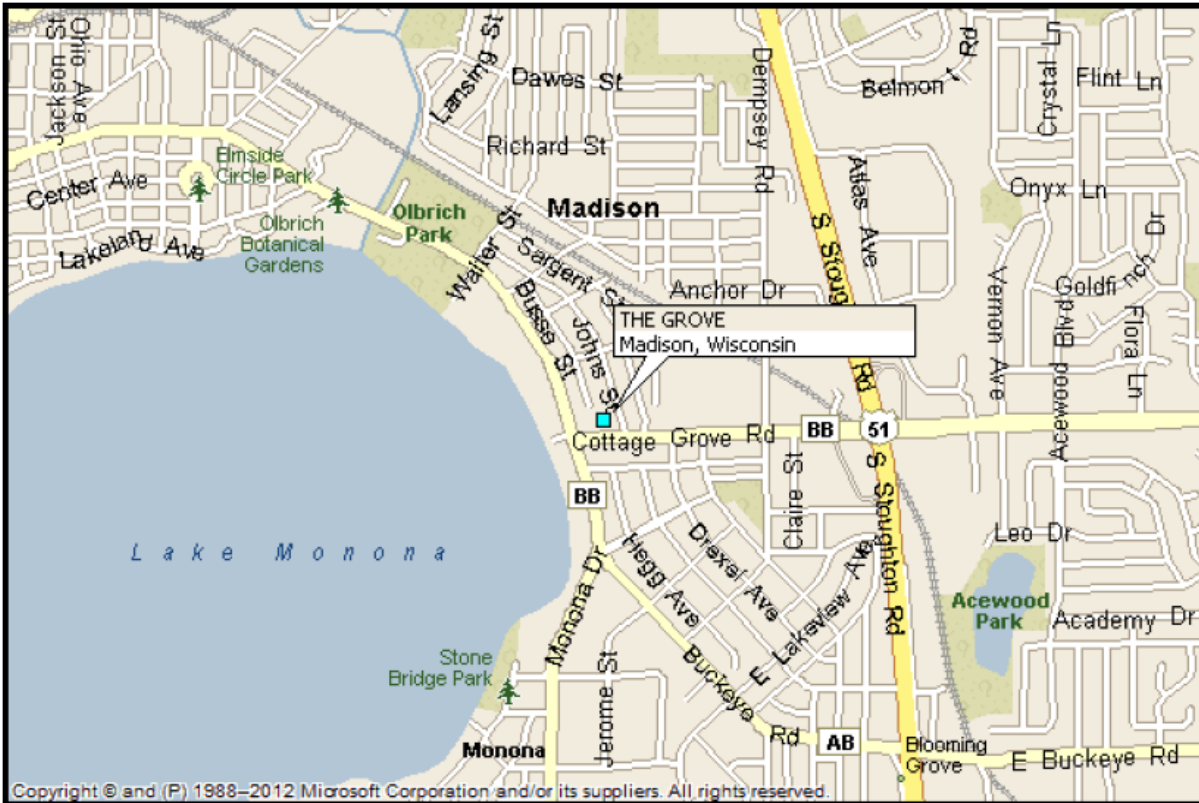 Jackson St
Ohio Ave
Lansing St
Dawes St
Dempsey Rd
Belmon Rd
Crystal Ln
Flint Ln
Richard St
Elmside
Circle Park
Center Ave
Atlas Ave
Onyx Ln
Olbrich
Park
Madison
Olbrich
Botanical
Gardens
Lakeland Ave
Walter St
Sargent St
S Stoug
Rd
Goldfinch Dr
Anchor Dr
Busse St
Johns St
THE GROVE
Madison, Wisconsin
Vernon Ave
Acewood Blvd
Flora Ln
Cottage Grove Rd
BB
51
BB
Claire St
S Stoughton Rd
Lake Monona
Leo Dr
Monona Dr
Hegg Ave
Drexel Ave
E Lakeview Ave
Acewood
Park
Academy Dr
Stone
Bridge Park
Jerome St
Buckeye Rd
Monona
AB
Blooming
Grove
E Buckeye Rd
Copyright © and (P) 1988–2012 Microsoft Corporation and/or its suppliers. All rights reserved.